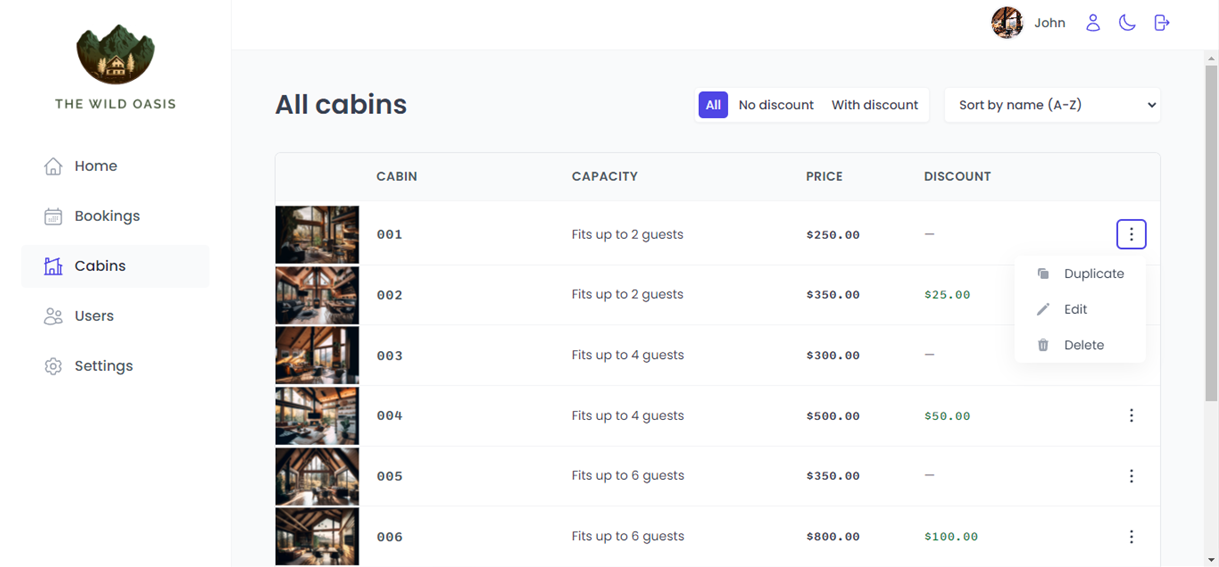 John
THE WILD OASIS
Home
Bookings
Cabins
Users
Settings
All cabins
All No discount With discount Sort by name (A-Z)
CABIN CAPACITY PRICE DISCOUNT
001 Fits up to 2 guests $250.00 —
Duplicate
Edit
Delete
002 Fits up to 2 guests $350.00 $25.00
003 Fits up to 4 guests $300.00 —
004 Fits up to 4 guests $500.00 $50.00
005 Fits up to 6 guests $350.00 —
006 Fits up to 6 guests $800.00 $100.00